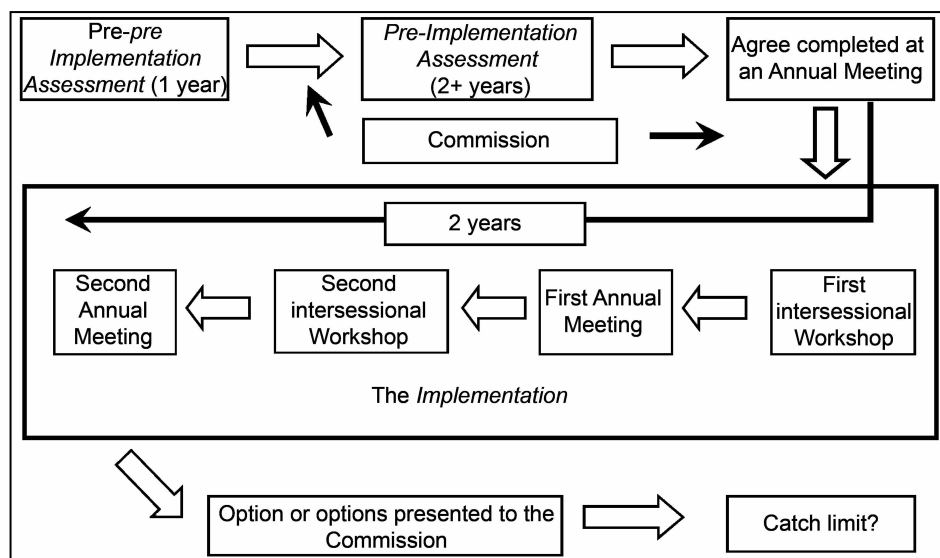 Pre-pre
Implementation
Assessment (1 year)
Pre-Implementation
Assessment
(2+ years)
Agree completed at
an Annual Meeting
Commission
2 years
Second
Annual
Meeting
Second
intersessional
Workshop
First Annual
Meeting
First
intersessional
Workshop
The Implementation
Option or options presented to the
Commission
Catch limit?